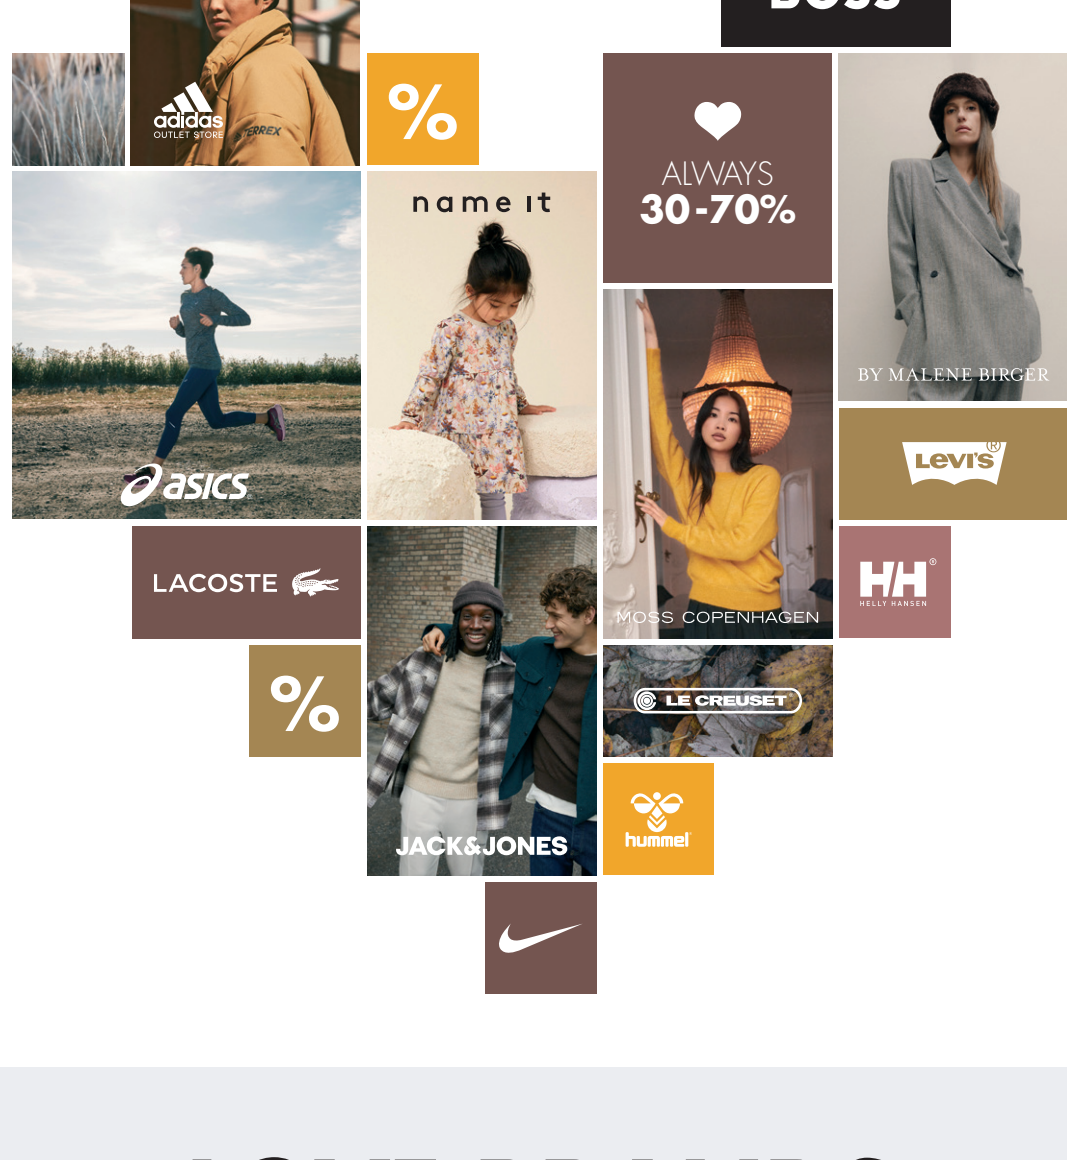 BOSS
adidas
OUTLET STORE
TERREX
%
name it
ALWAYS
30-70%
BY MALENE BIRGER
asics
LEVI'S®
LACOSTE
HH®
HELLY HANSEN
MOSS COPENHAGEN
%
LE CREUSET
JACK&JONES
hummel